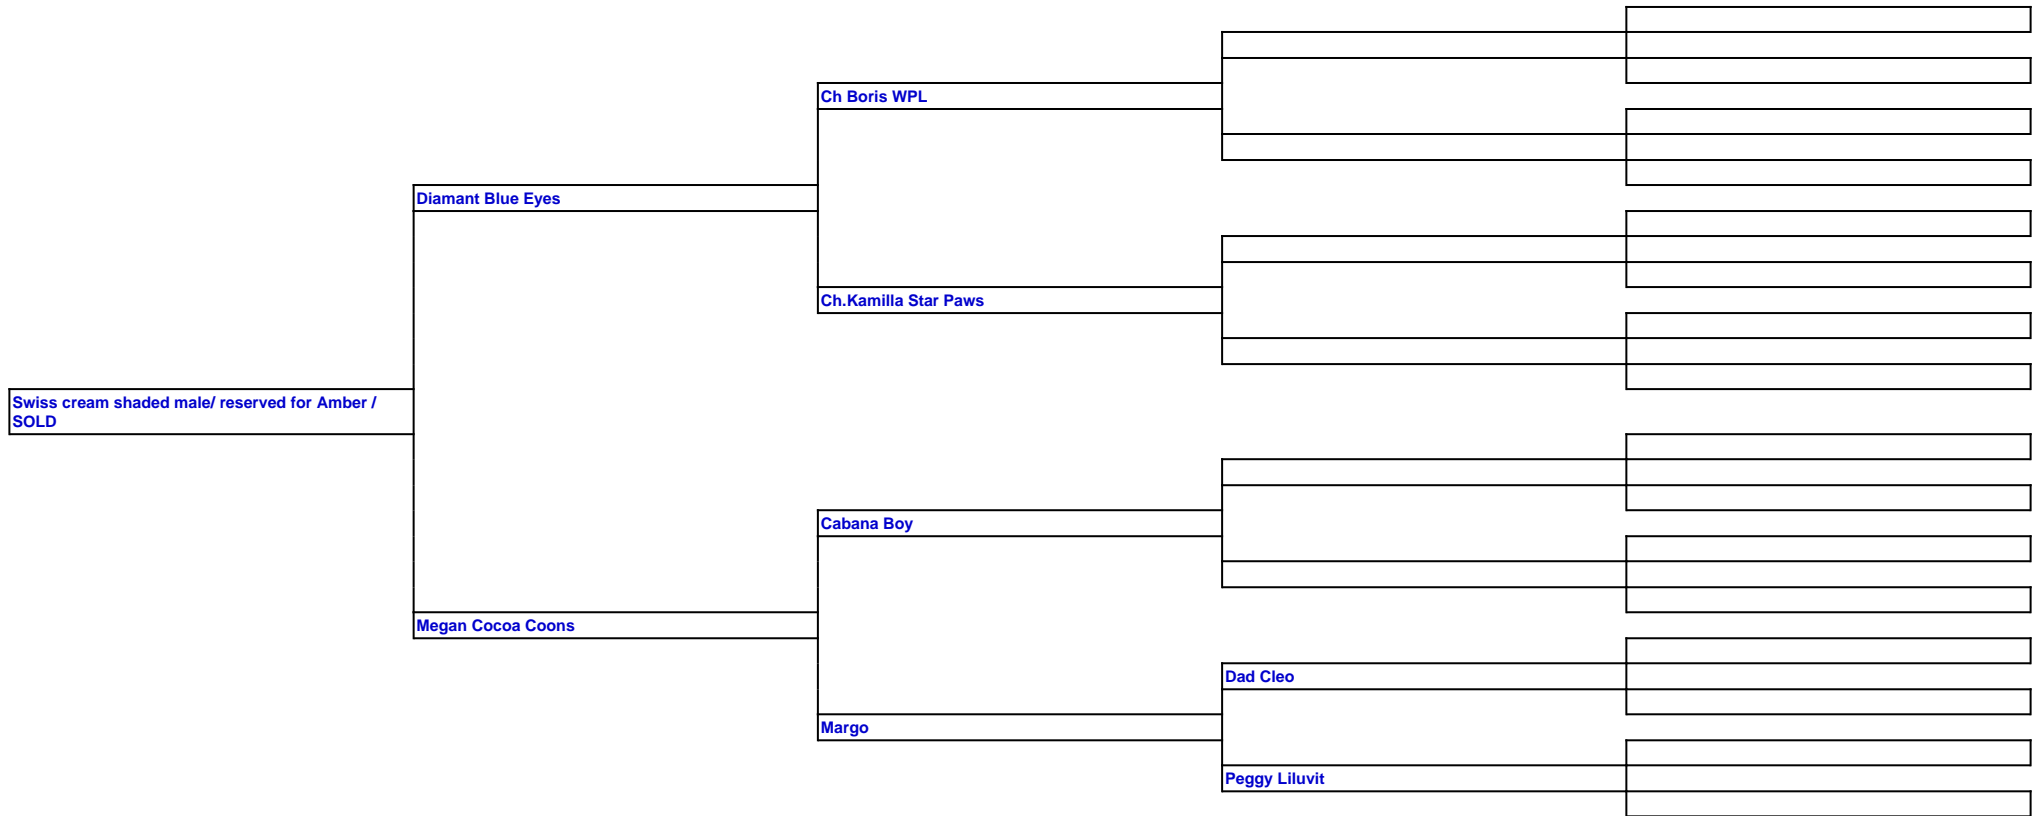 Ch Boris WPL
Diamant Blue Eyes
Ch.Kamilla Star Paws
Swiss cream shaded male/ reserved for Amber /
SOLD
Cabana Boy
Megan Cocoa Coons
Dad Cleo
Margo
Peggy Liluvit